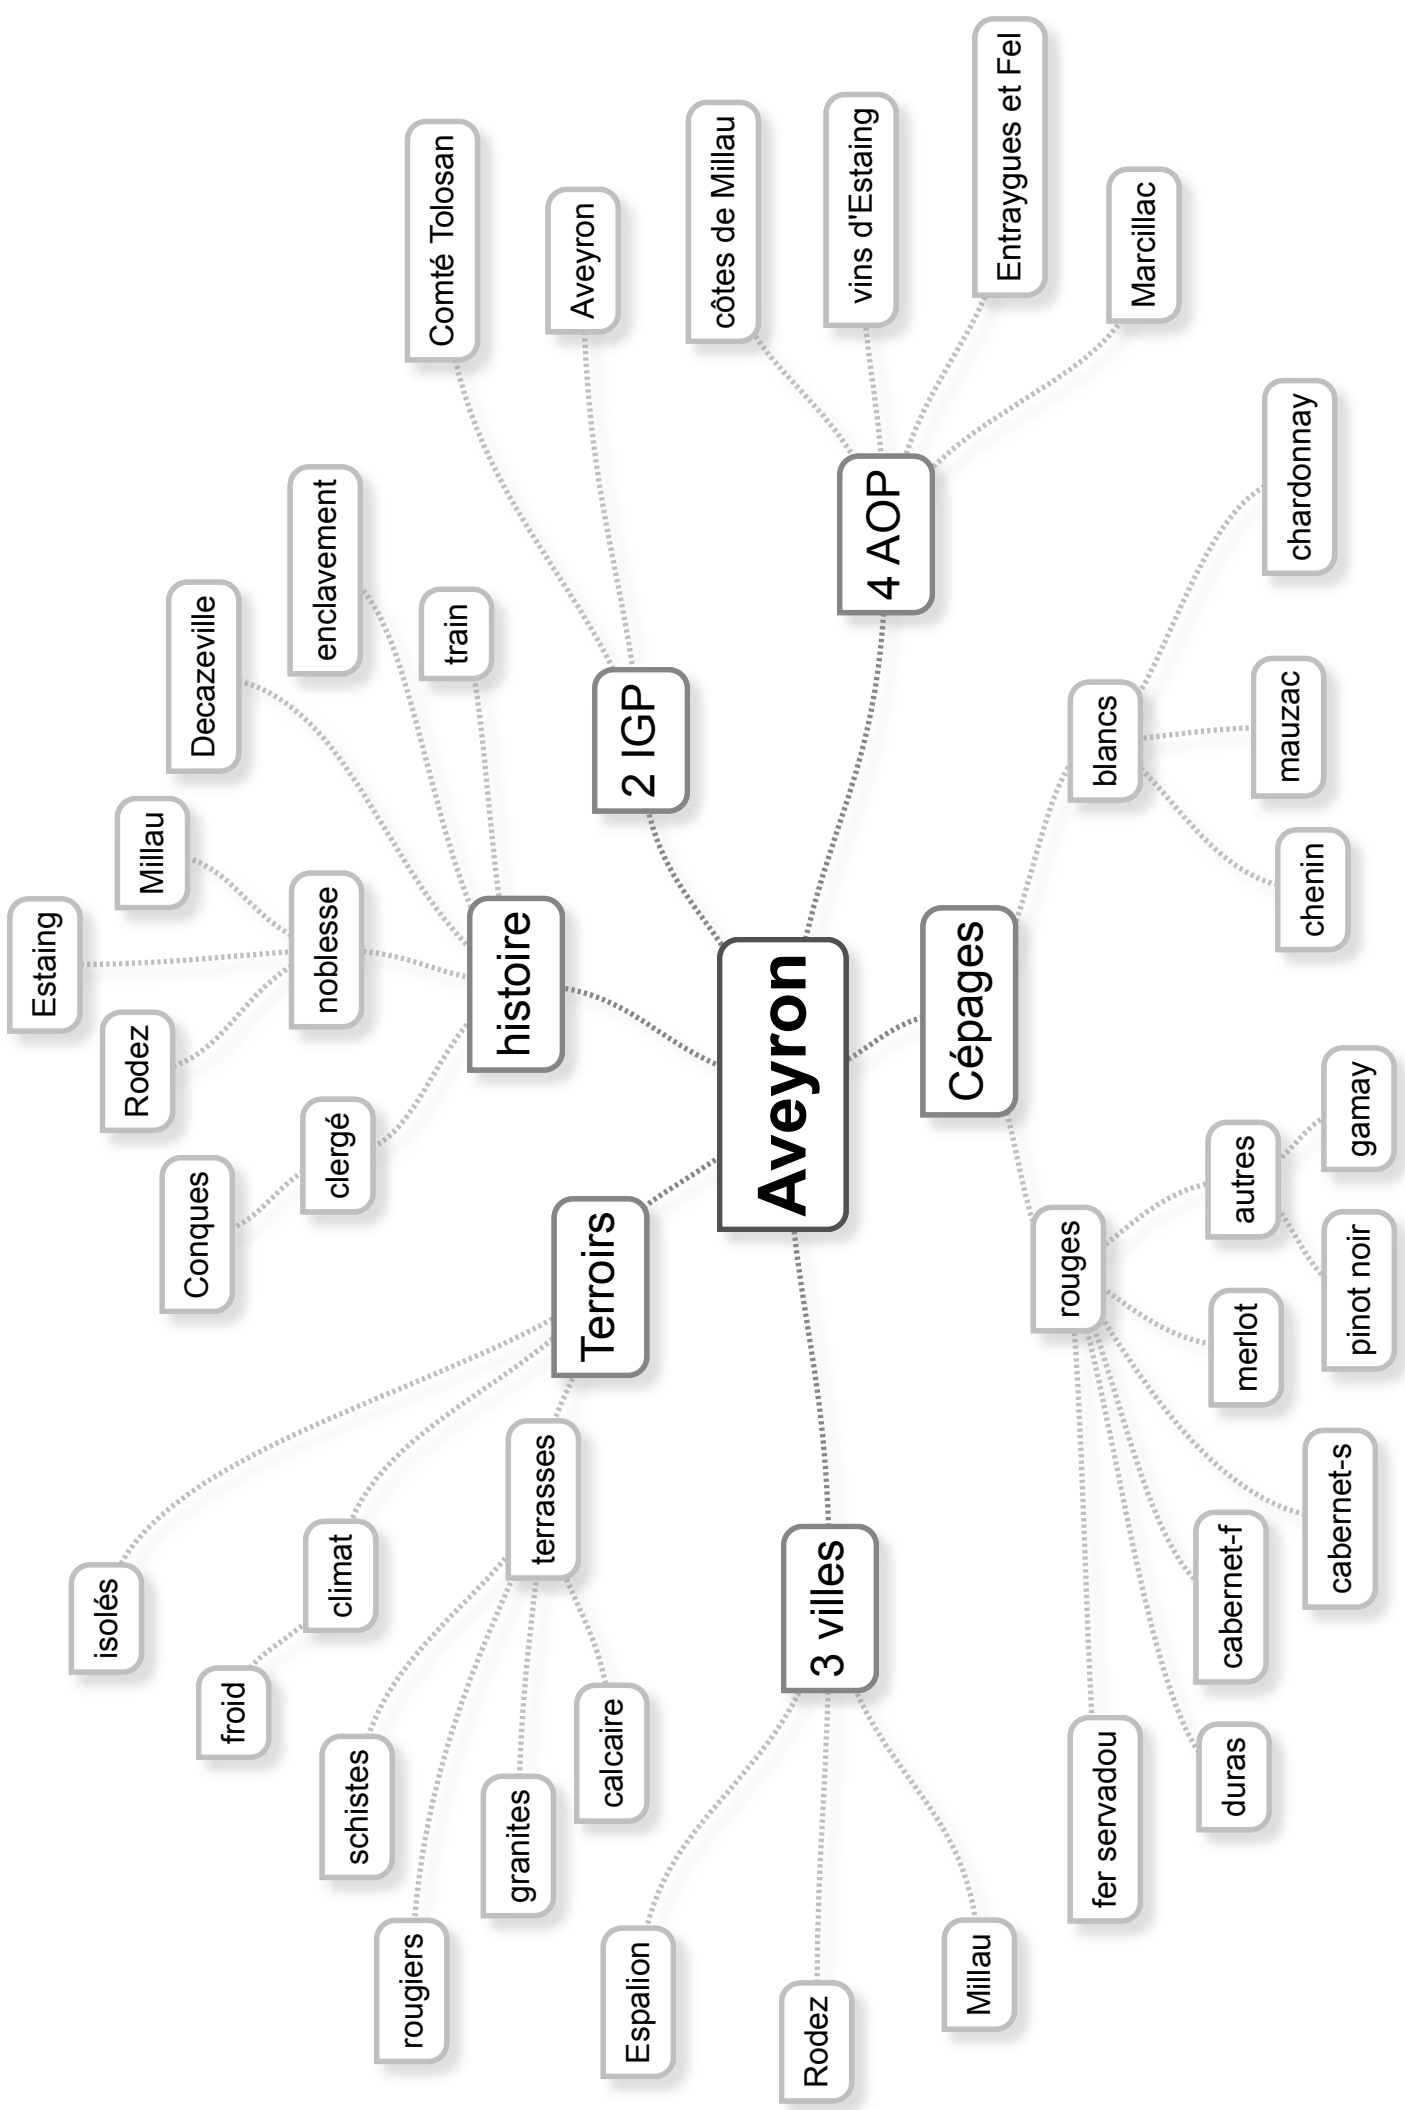 Aveyron
histoire
clergé
Conques
noblesse
Rodez
Estaing
Millau
Decazeville
enclavement
train
2 IGP
Comté Tolosan
Aveyron
4 AOP
côtes de Millau
vins d'Estaing
Entraygues et Fel
Marcillac
Cépages
blancs
chardonnay
mauzac
chenin
rouges
autres
gamay
pinot noir
merlot
cabernet-s
cabernet-f
duras
fer servadou
3 villes
Millau
Rodez
Espalion
Terroirs
terrasses
calcaire
granites
rougiers
schistes
climat
froid
isolés